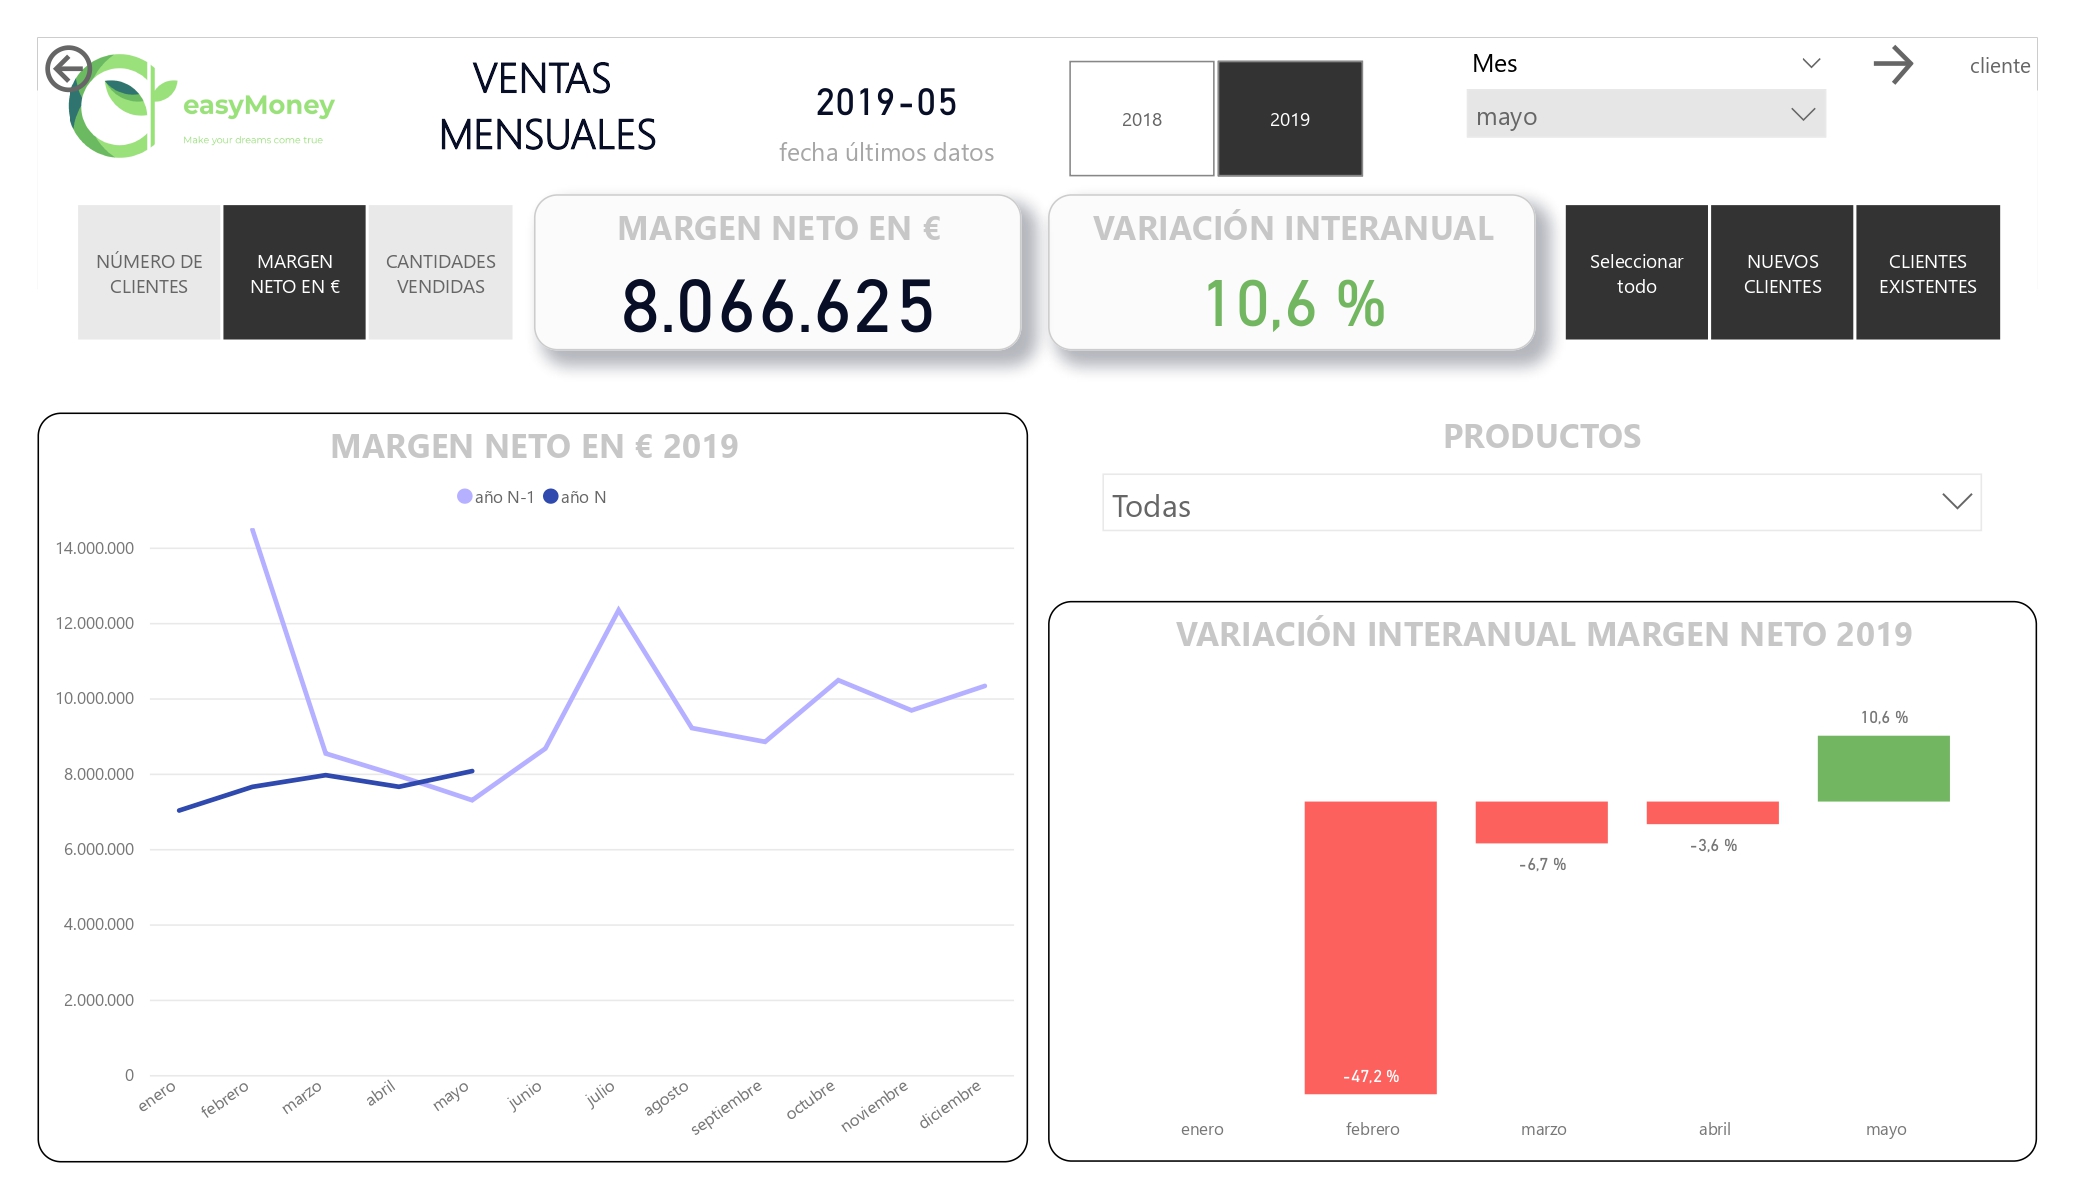 easyMoney
Make your dreams come true
VENTAS
MENSUALES
2019-05
fecha últimos datos
2018
2019
Mes
mayo
cliente
NÚMERO DE
CLIENTES
MARGEN
NETO EN €
CANTIDADES
VENDIDAS
MARGEN NETO EN €
8.066.625
VARIACIÓN INTERANUAL
10,6 %
Seleccionar
todo
NUEVOS
CLIENTES
CLIENTES
EXISTENTES
MARGEN NETO EN € 2019
año N-1
año N
14.000.000
12.000.000
10.000.000
8.000.000
6.000.000
4.000.000
2.000.000
0
enero
febrero
marzo
abril
mayo
junio
julio
agosto
septiembre
octubre
noviembre
diciembre
PRODUCTOS
Todas
VARIACIÓN INTERANUAL MARGEN NETO 2019
10,6 %
-3,6 %
-6,7 %
-47,2 %
enero
febrero
marzo
abril
mayo